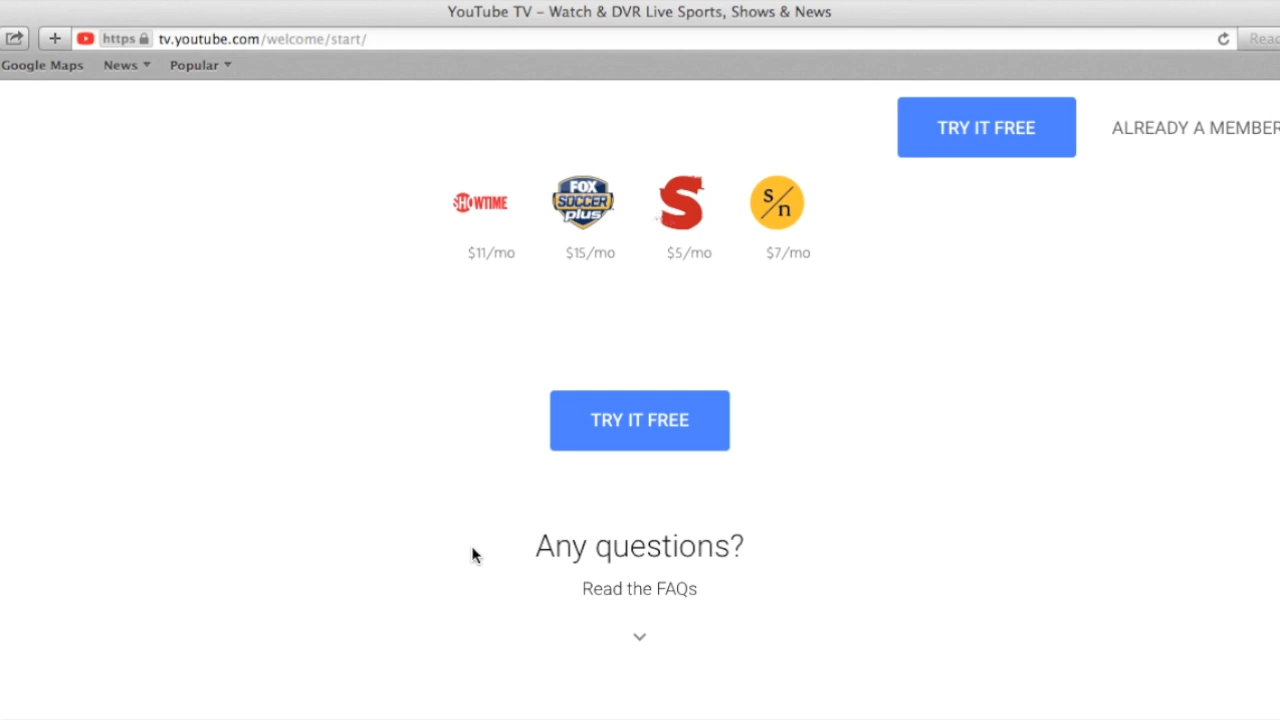 YouTube TV – Watch & DVR Live Sports, Shows & News
https tv.youtube.com/welcome/start/
Google Maps News Popular
TRY IT FREE ALREADY A MEMBER
SHOWTIME FOX SOCCER plus S s/n
$11/mo $15/mo $5/mo $7/mo
TRY IT FREE
Any questions?
Read the FAQs